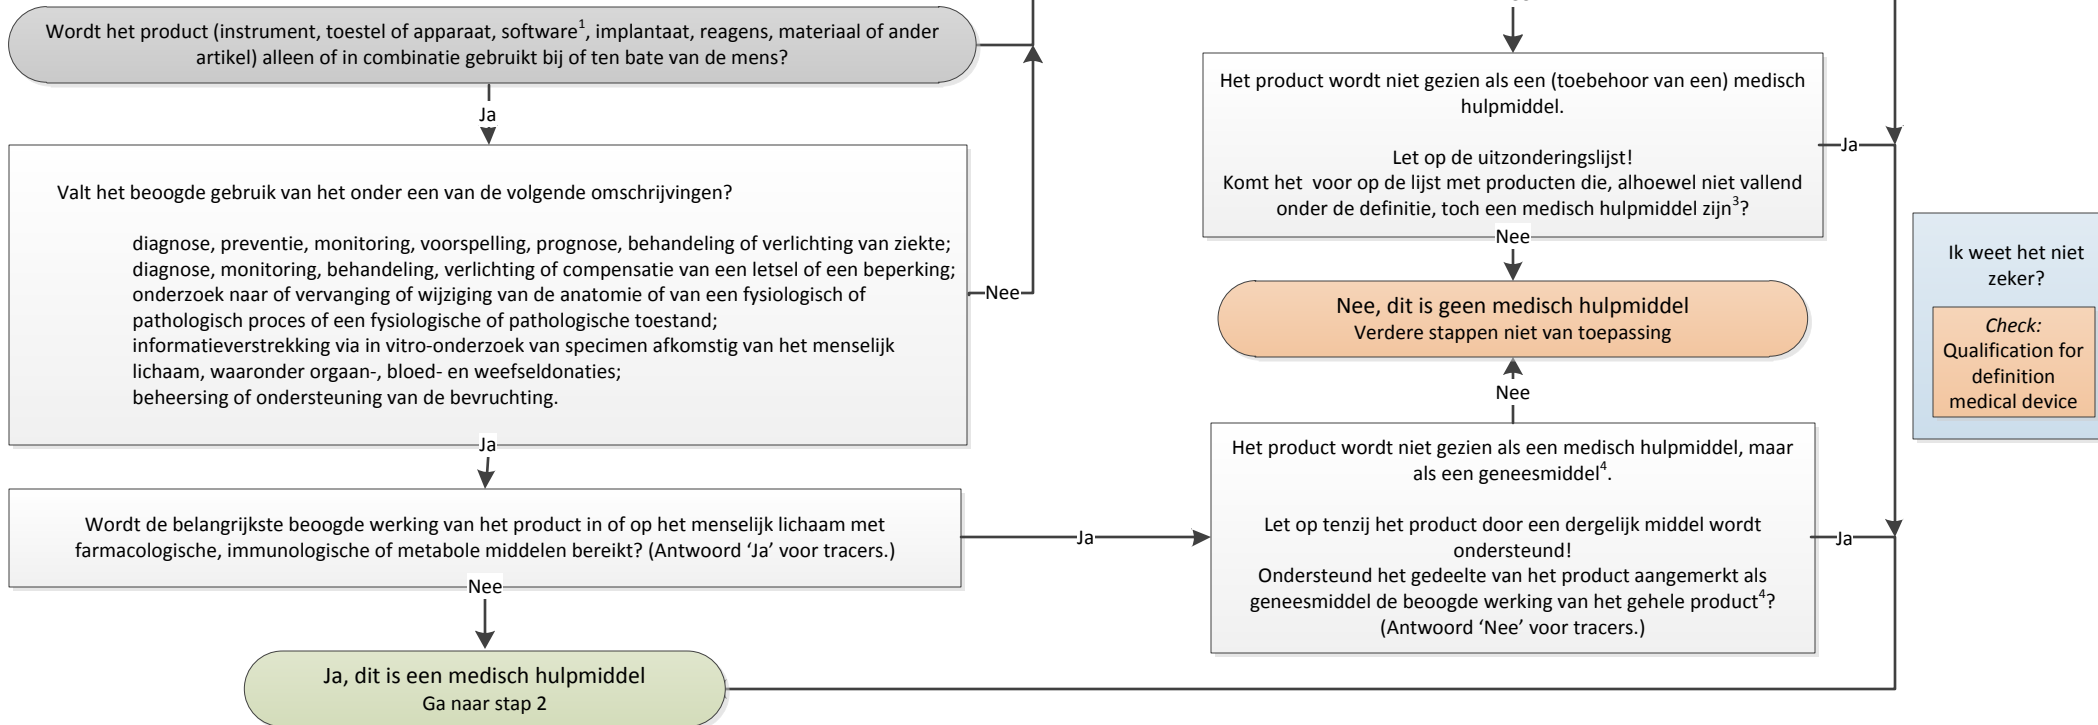 Wordt het product (instrument, toestel of apparaat, software1, implantaat, reagens, materiaal of ander
artikel) alleen of in combinatie gebruikt bij of ten bate van de mens?
Ja
Valt het beoogde gebruik van het onder een van de volgende omschrijvingen?
diagnose, preventie, monitoring, voorspelling, prognose, behandeling of verlichting van ziekte;
diagnose, monitoring, behandeling, verlichting of compensatie van een letsel of een beperking;
onderzoek naar of vervanging of wijziging van de anatomie of van een fysiologisch of
pathologisch proces of een fysiologische of pathologische toestand;
informatieverstrekking via in vitro-onderzoek van specimen afkomstig van het menselijk
lichaam, waaronder orgaan-, bloed- en weefseldonaties;
beheersing of ondersteuning van de bevruchting.
Nee
Ja
Wordt de belangrijkste beoogde werking van het product in of op het menselijk lichaam met
farmacologische, immunologische of metabole middelen bereikt? (Antwoord ‘Ja’ voor tracers.)
Ja
Nee
Ja, dit is een medisch hulpmiddel
Ga naar stap 2
Het product wordt niet gezien als een (toebehoor van een) medisch
hulpmiddel.
Let op de uitzonderingslijst!
Komt het  voor op de lijst met producten die, alhoewel niet vallend
onder de definitie, toch een medisch hulpmiddel zijn3?
Ja
Nee
Nee, dit is geen medisch hulpmiddel
Verdere stappen niet van toepassing
Nee
Het product wordt niet gezien als een medisch hulpmiddel, maar
als een geneesmiddel4.
Let op tenzij het product door een dergelijk middel wordt
ondersteund!
Ondersteund het gedeelte van het product aangemerkt als
geneesmiddel de beoogde werking van het gehele product4?
(Antwoord ‘Nee’ voor tracers.)
Ja
Ik weet het niet
zeker?
Check:
Qualification for
definition
medical device